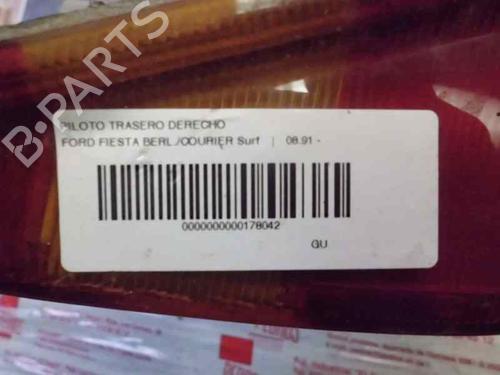 PILOTO TRASERO DERECHO
FORD FIESTA BERL./COURIER Surf | 08.91 -
0000000000178042
GU
B-PARTS